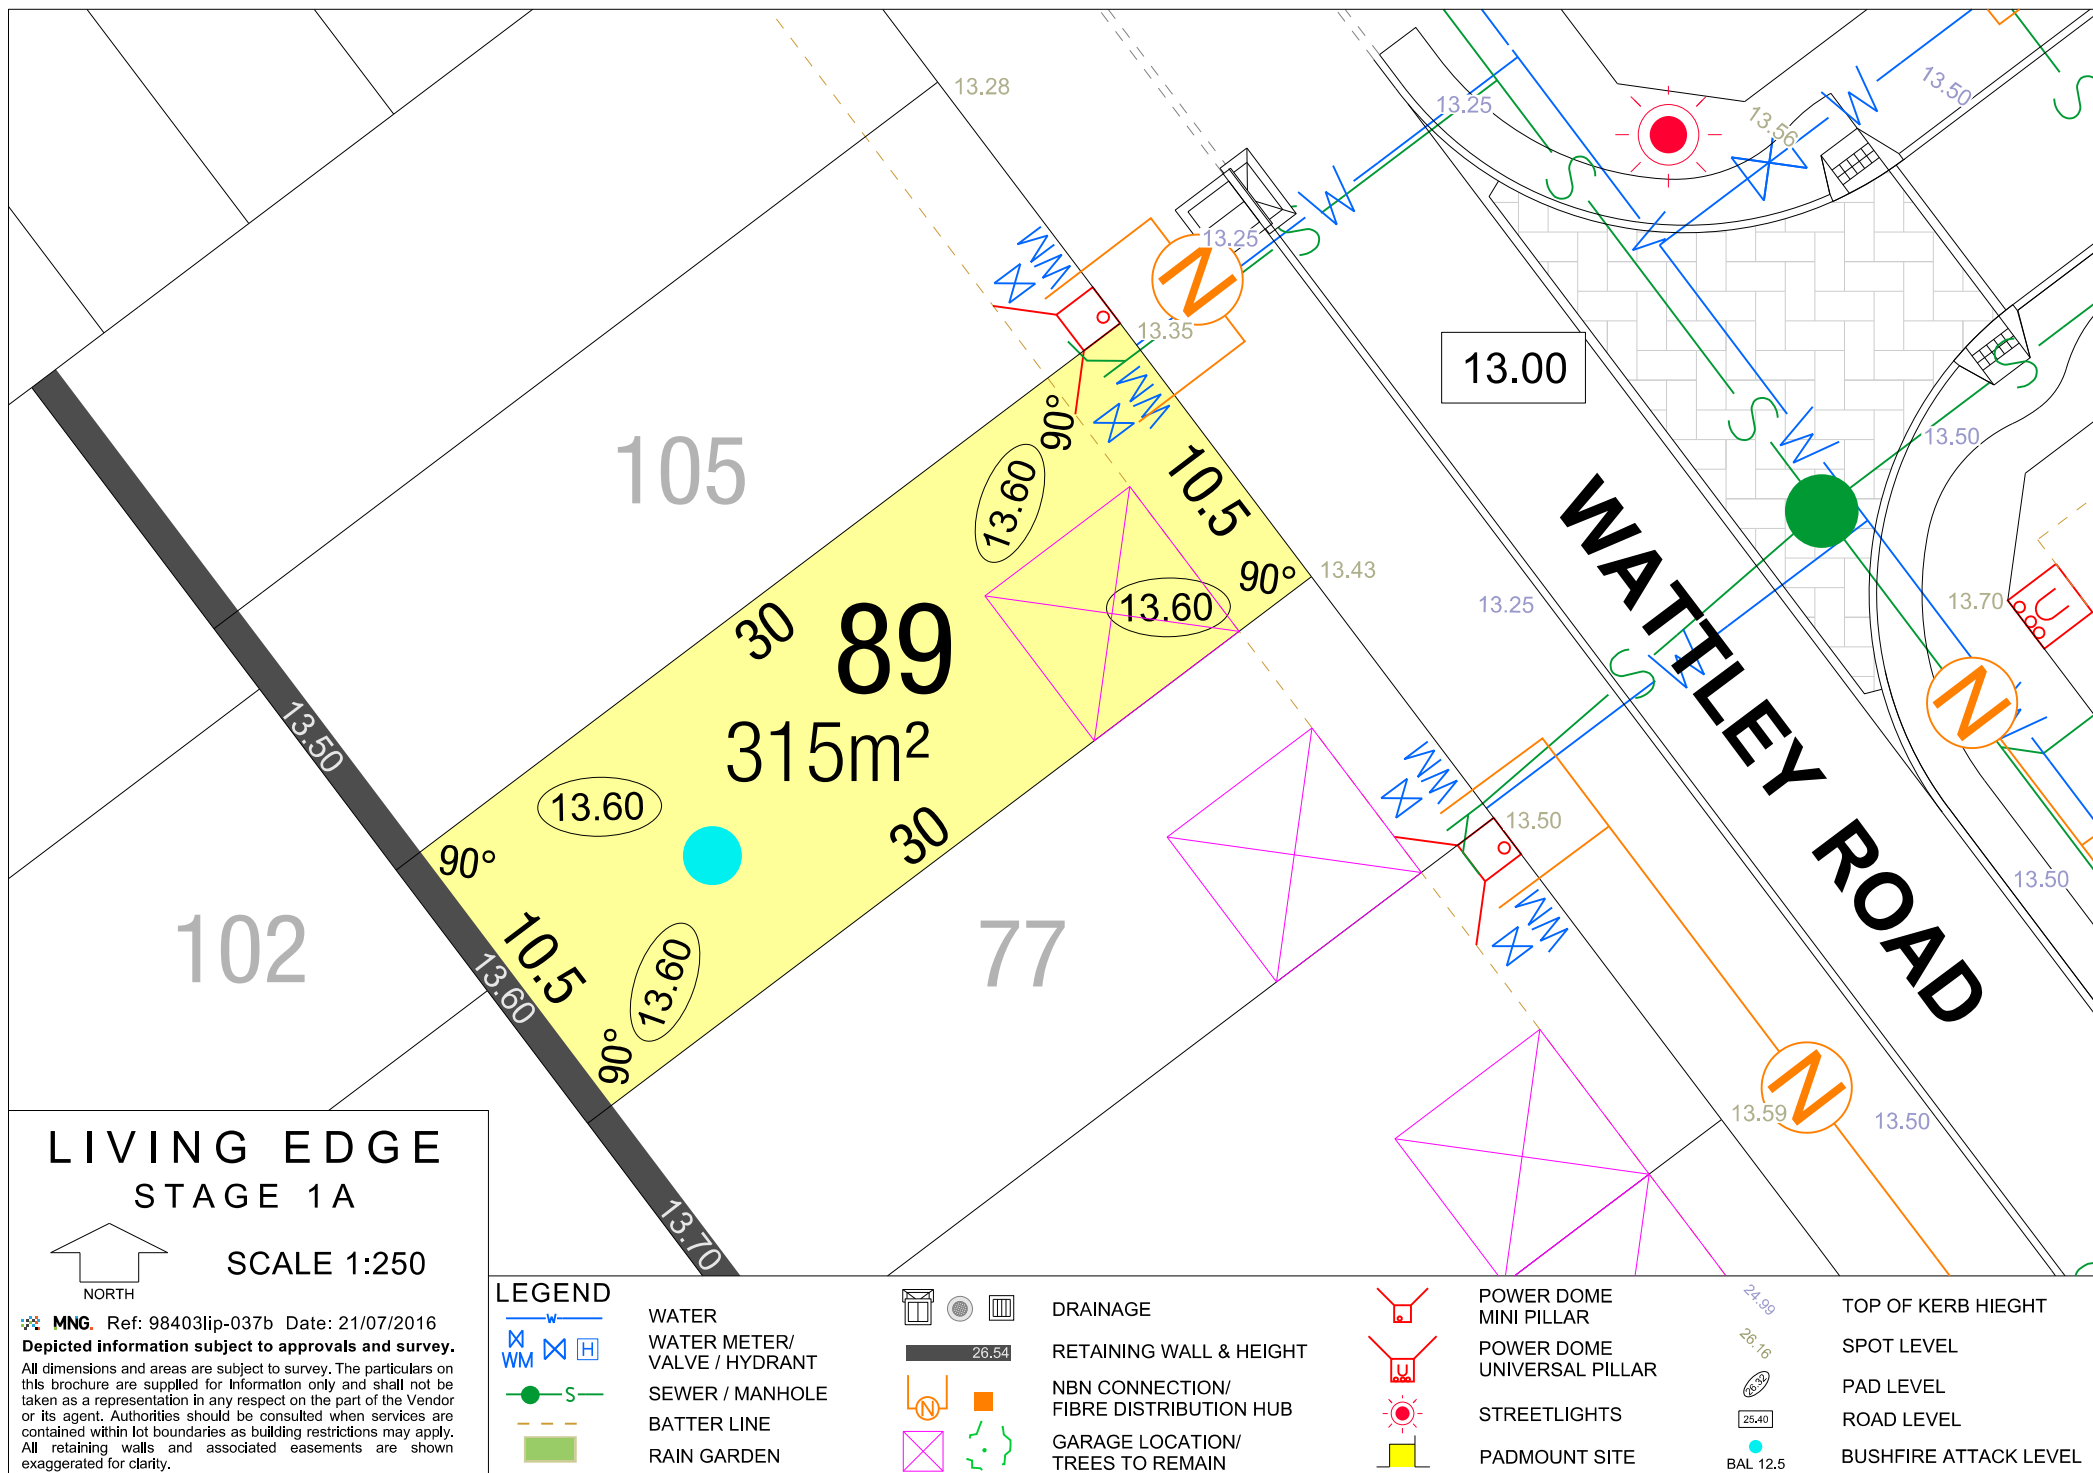 13.28
13.25
13.50
13.56
13.25
WM
13.35
N
W
S
WM
13.00
105
90°
13.60
10.5
13.50
90°
13.43
13.60
13.25
13.70
U
30
89
315m²
WATTLEY ROAD
13.50
13.60
30
90°
WM
13.50
N
13.50
102
10.5
13.60
13.60
77
WM
90°
N
13.59
13.50
13.70
LIVING EDGE
STAGE 1A
SCALE 1:250
NORTH
MNG. Ref: 98403lip-037b Date: 21/07/2016
Depicted information subject to approvals and survey.
All dimensions and areas are subject to survey. The particulars on
this brochure are supplied for information only and shall not be
taken as a representation in any respect on the part of the Vendor
or its agent. Authorities should be consulted when services are
contained within lot boundaries as building restrictions may apply.
All retaining walls and associated easements are shown
exaggerated for clarity.
LEGEND
W
WATER
WM
H
WATER METER/
VALVE / HYDRANT
S
SEWER / MANHOLE
BATTER LINE
RAIN GARDEN
DRAINAGE
26.54
RETAINING WALL & HEIGHT
N
NBN CONNECTION/
FIBRE DISTRIBUTION HUB
GARAGE LOCATION/
TREES TO REMAIN
POWER DOME
MINI PILLAR
U
POWER DOME
UNIVERSAL PILLAR
STREETLIGHTS
PADMOUNT SITE
24.99
TOP OF KERB HIEGHT
26.16
SPOT LEVEL
26.32
PAD LEVEL
25.40
ROAD LEVEL
BAL 12.5
BUSHFIRE ATTACK LEVEL